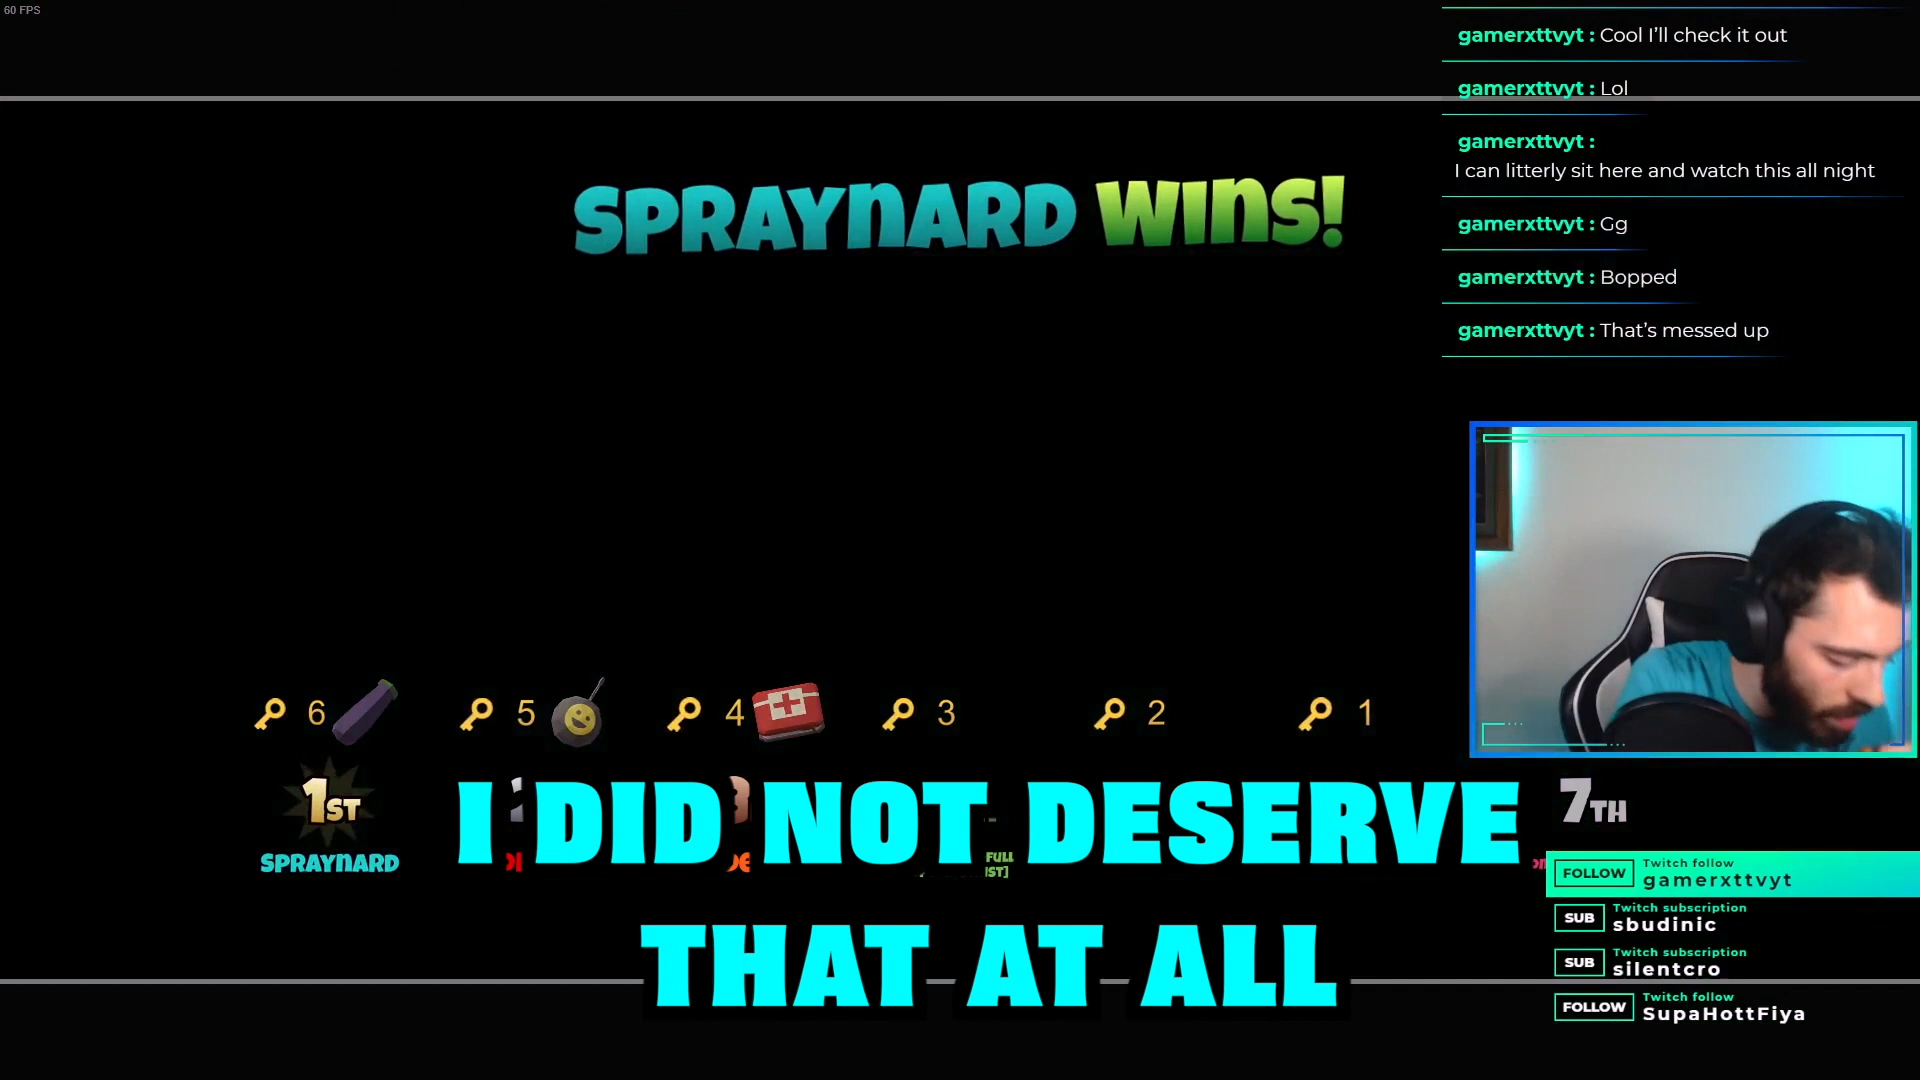 60 FPS
gamerxttvyt : Cool I’ll check it out
gamerxttvyt : Lol
gamerxttvyt :
I can litterly sit here and watch this all night
gamerxttvyt : Gg
gamerxttvyt : Bopped
gamerxttvyt : That’s messed up
SPRAYNARD WINS!
6 5 4 3 2 1
1ST
7TH
SPRAYNARD
I DID NOT DESERVE
THAT AT ALL
FOLLOW Twitch follow
gamerxttvyt
SUB Twitch subscription
sbudinic
SUB Twitch subscription
silentcro
FOLLOW Twitch follow
SupaHottFiya